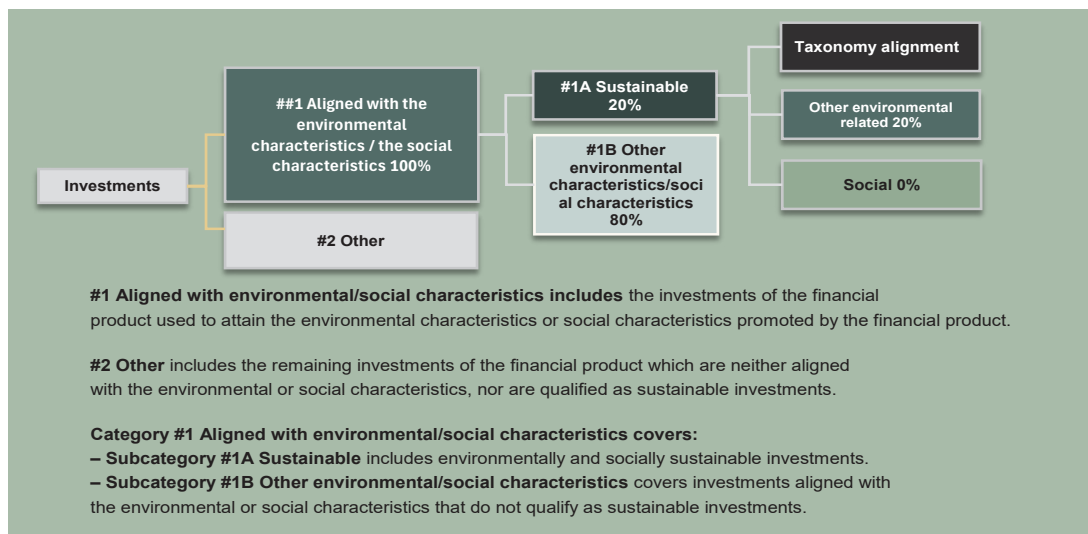 Investments
##1 Aligned with the
environmental
characteristics / the social
characteristics 100%
#2 Other
#1A Sustainable
20%
#1B Other
environmental
characteristics/soci
al characteristics
80%
Taxonomy alignment
Other environmental
related 20%
Social 0%
#1 Aligned with environmental/social characteristics includes the investments of the financial
product used to attain the environmental characteristics or social characteristics promoted by the financial product.
#2 Other includes the remaining investments of the financial product which are neither aligned
with the environmental or social characteristics, nor are qualified as sustainable investments.
Category #1 Aligned with environmental/social characteristics covers:
– Subcategory #1A Sustainable includes environmentally and socially sustainable investments.
– Subcategory #1B Other environmental/social characteristics covers investments aligned with
the environmental or social characteristics that do not qualify as sustainable investments.